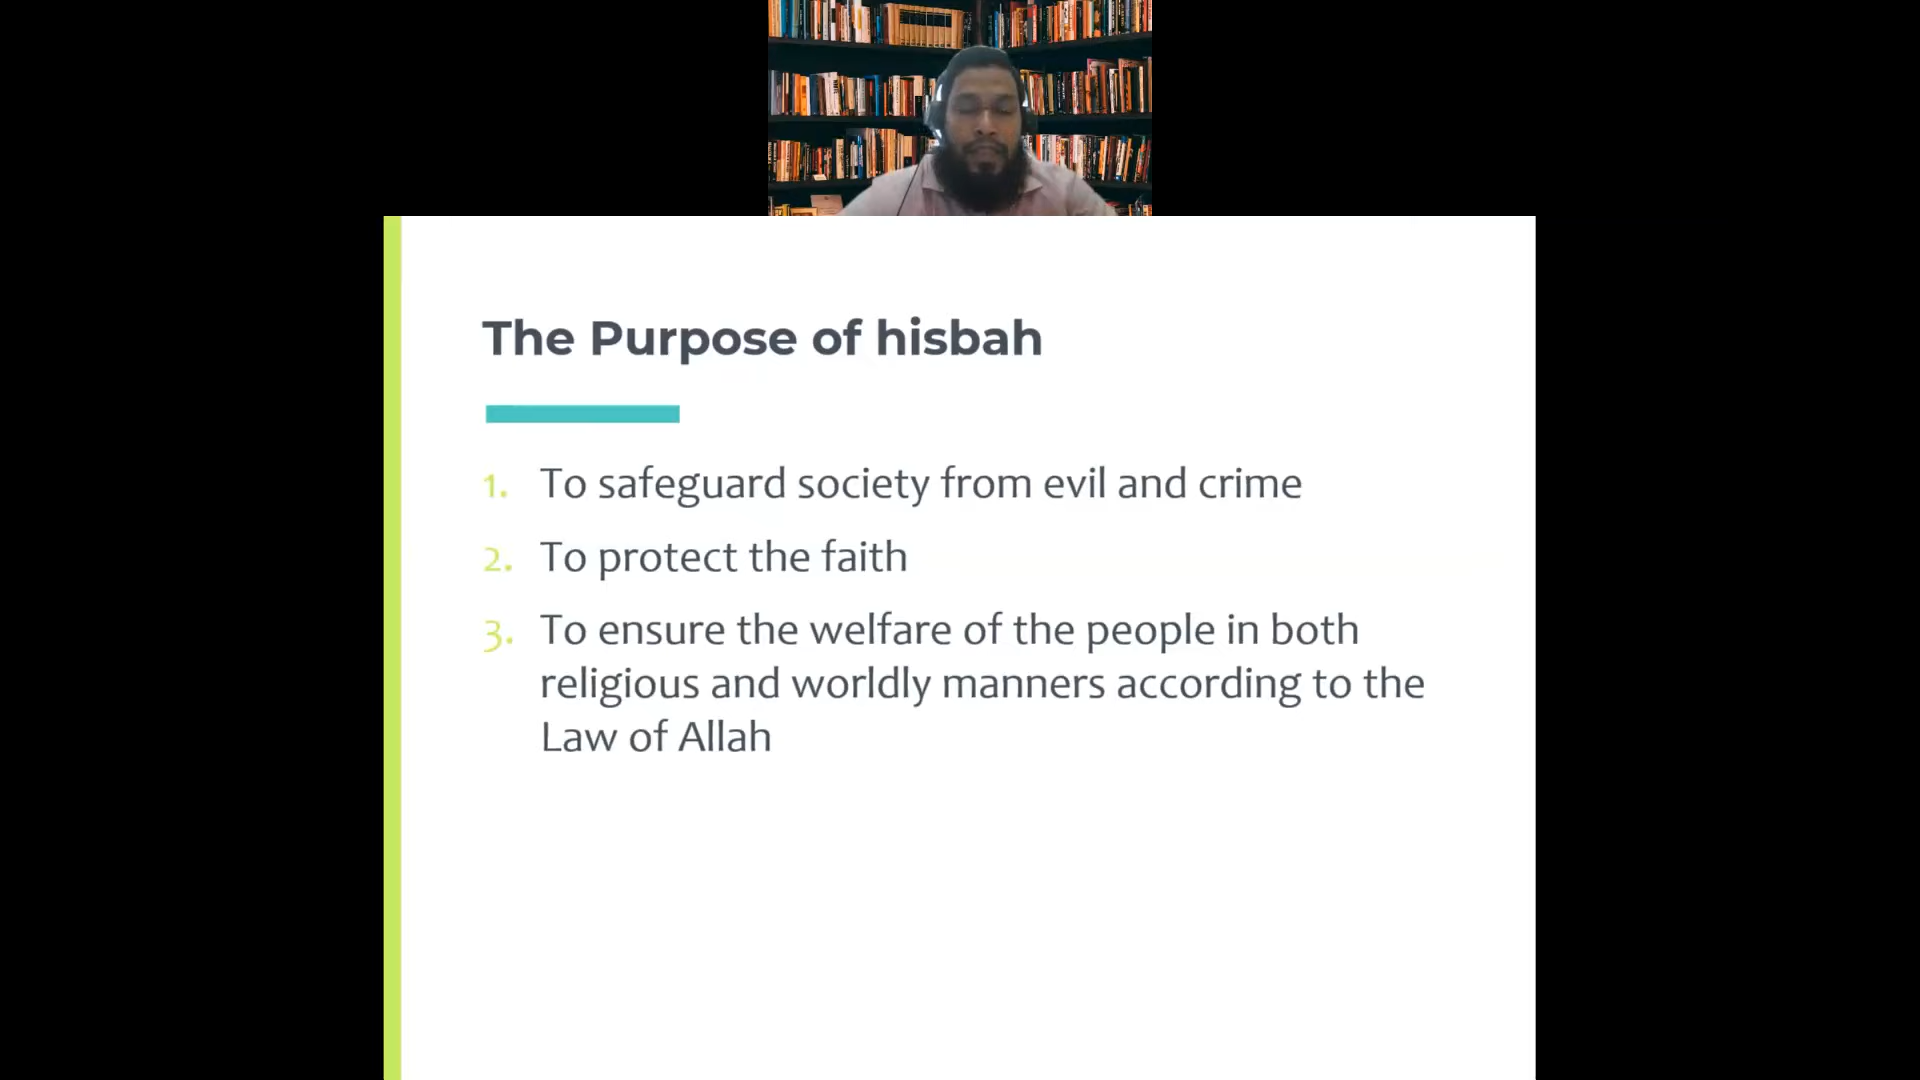 The Purpose of hisbah
1. To safeguard society from evil and crime
2. To protect the faith
3. To ensure the welfare of the people in both
religious and worldly manners according to the
Law of Allah